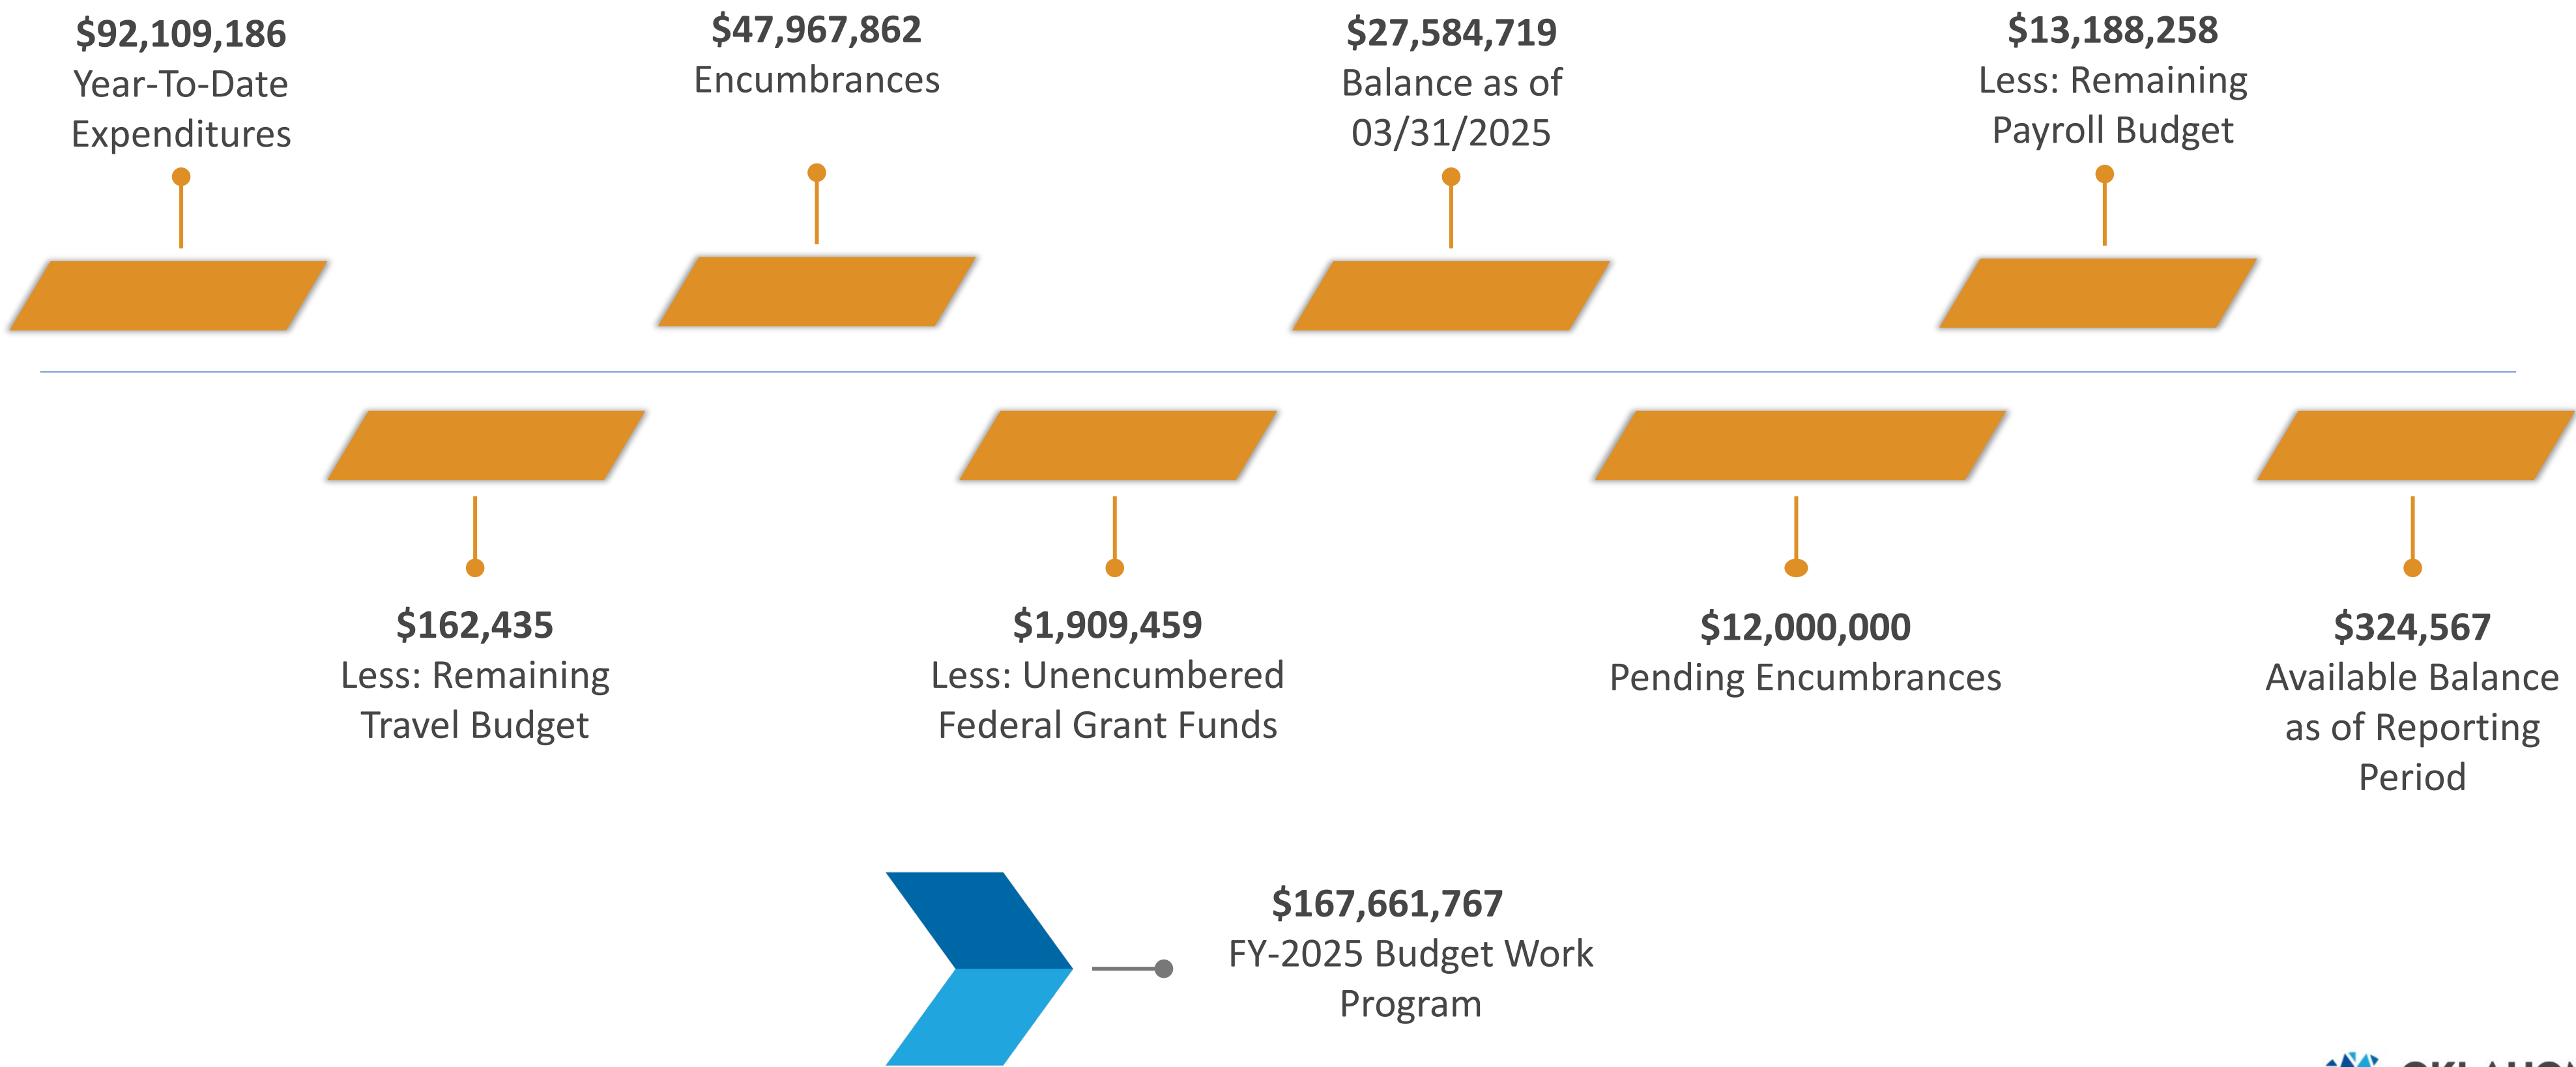 $92,109,186
Year-To-Date
Expenditures
$47,967,862
Encumbrances
$27,584,719
Balance as of
03/31/2025
$13,188,258
Less: Remaining
Payroll Budget
$162,435
Less: Remaining
Travel Budget
$1,909,459
Less: Unencumbered
Federal Grant Funds
$12,000,000
Pending Encumbrances
$324,567
Available Balance
as of Reporting
Period
$167,661,767
FY-2025 Budget Work
Program